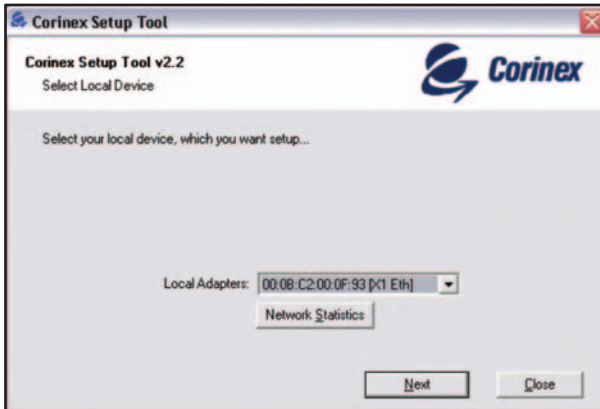 Corinex Setup Tool
Corinex Setup Tool v2.2
Select Local Device
Corinex
Select your local device, which you want setup...
Local Adapters: 00:0B:C2:00:0F:93 [X1 Eth]
Network Statistics
Next Close